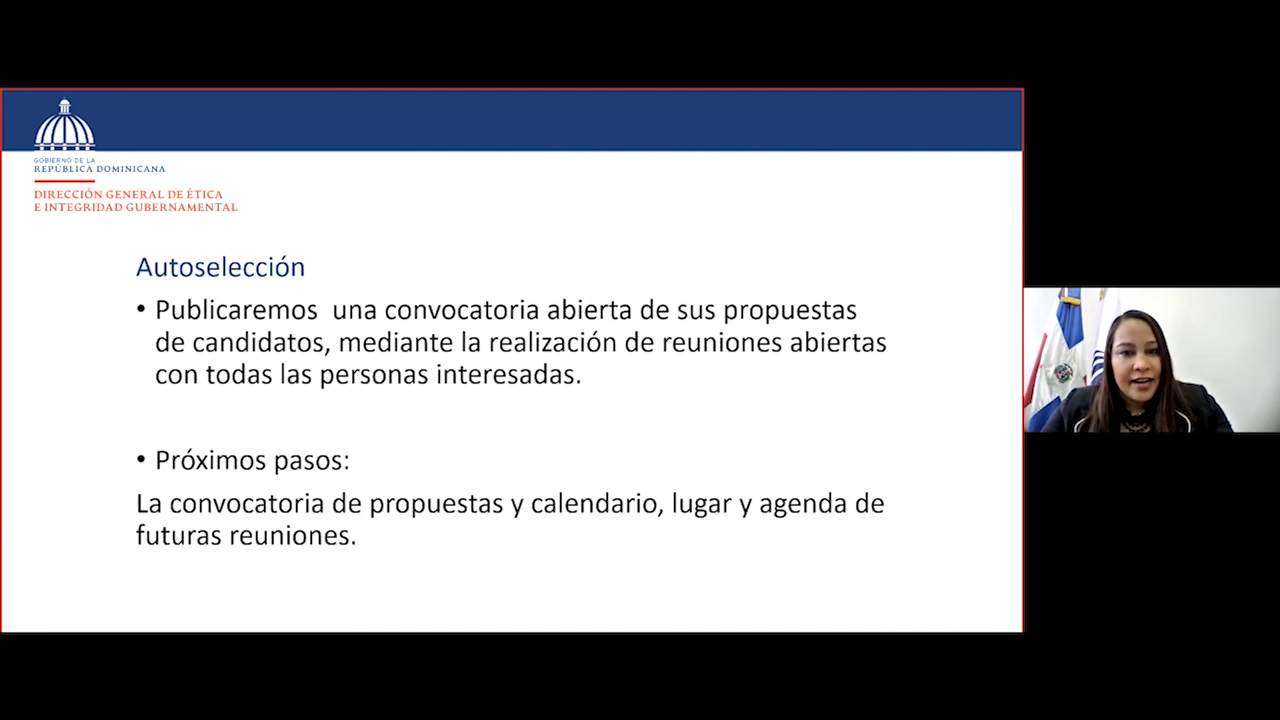 GOBIERNO DE LA
REPÚBLICA DOMINICANA
DIRECCIÓN GENERAL DE ÉTICA
E INTEGRIDAD GUBERNAMENTAL
Autoselección
• Publicaremos una convocatoria abierta de sus propuestas
de candidatos, mediante la realización de reuniones abiertas
con todas las personas interesadas.
• Próximos pasos:
La convocatoria de propuestas y calendario, lugar y agenda de
futuras reuniones.